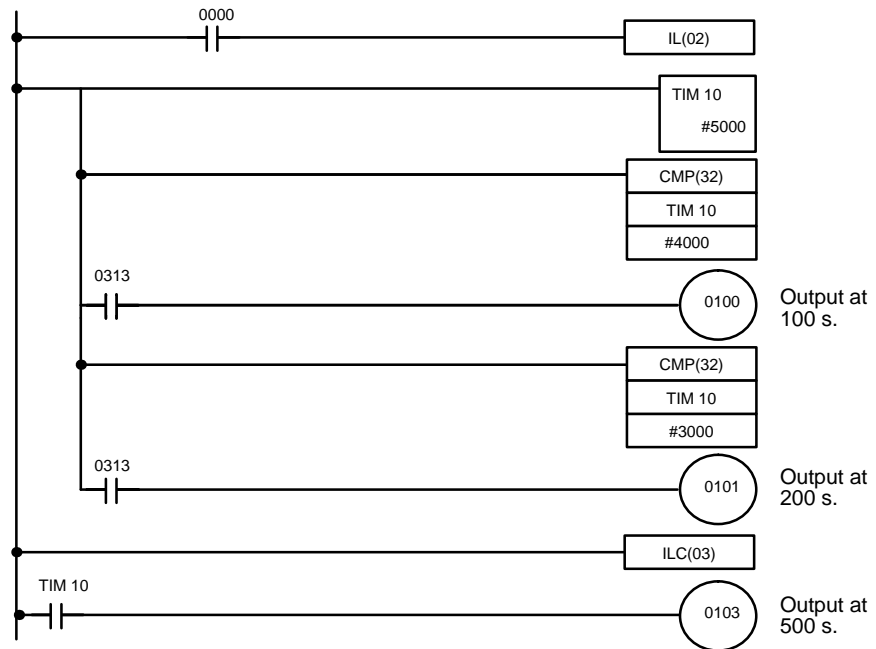 0000
IL(02)
TIM 10
#5000
CMP(32)
TIM 10
#4000
0313
0100
Output at
100 s.
CMP(32)
TIM 10
#3000
0313
0101
Output at
200 s.
ILC(03)
TIM 10
0103
Output at
500 s.